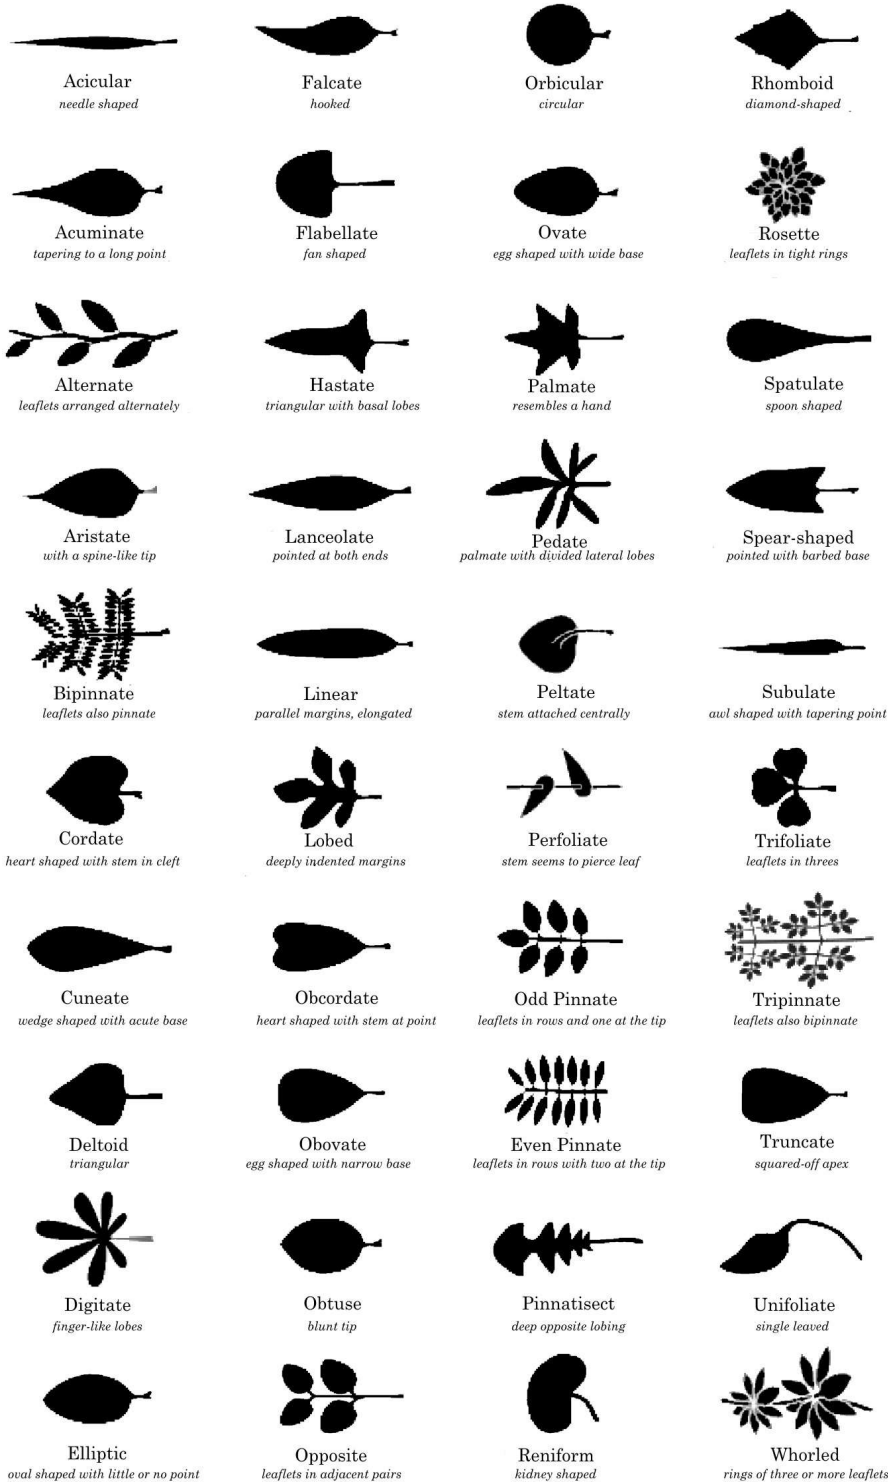 Acicular
needle shaped
Falcate
hooked
Orbicular
circular
Rhomboid
diamond-shaped
Acuminate
tapering to a long point
Flabellate
fan shaped
Ovate
egg shaped with wide base
Rosette
leaflets in tight rings
Alternate
leaflets arranged alternately
Hastate
triangular with basal lobes
Palmate
resembles a hand
Spatulate
spoon shaped
Aristate
with a spine-like tip
Lanceolate
pointed at both ends
Pedate
palmate with divided lateral lobes
Spear-shaped
pointed with barbed base
Bipinnate
leaflets also pinnate
Linear
parallel margins, elongated
Peltate
stem attached centrally
Subulate
awl shaped with tapering point
Cordate
heart shaped with stem in cleft
Lobed
deeply indented margins
Perfoliate
stem seems to pierce leaf
Trifoliate
leaflets in threes
Cuneate
wedge shaped with acute base
Obcordate
heart shaped with stem at point
Odd Pinnate
leaflets in rows and one at the tip
Tripinnate
leaflets also bipinnate
Deltoid
triangular
Obovate
egg shaped with narrow base
Even Pinnate
leaflets in rows with two at the tip
Truncate
squared-off apex
Digitate
finger-like lobes
Obtuse
blunt tip
Pinnatisect
deep opposite lobing
Unifoliate
single leaved
Elliptic
oval shaped with little or no point
Opposite
leaflets in adjacent pairs
Reniform
kidney shaped
Whorled
rings of three or more leaflets